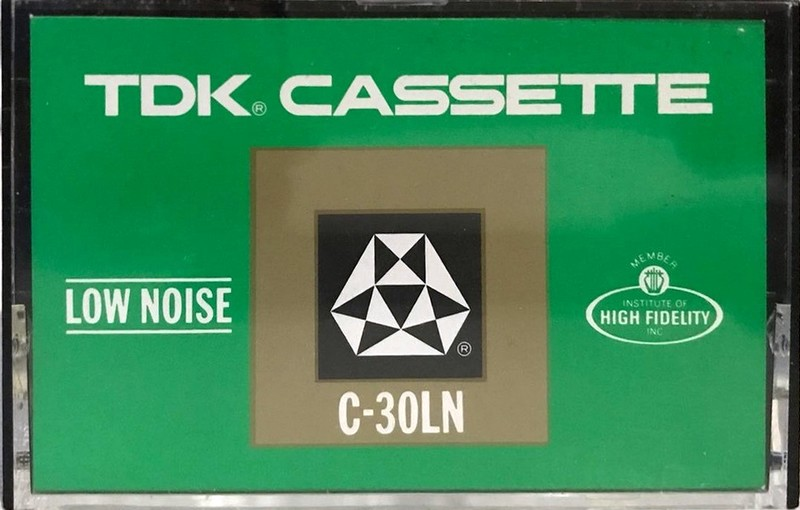 TDK® CASSETTE
LOW NOISE
®
C-30LN
MEMBER
INSTITUTE OF
HIGH FIDELITY
INC